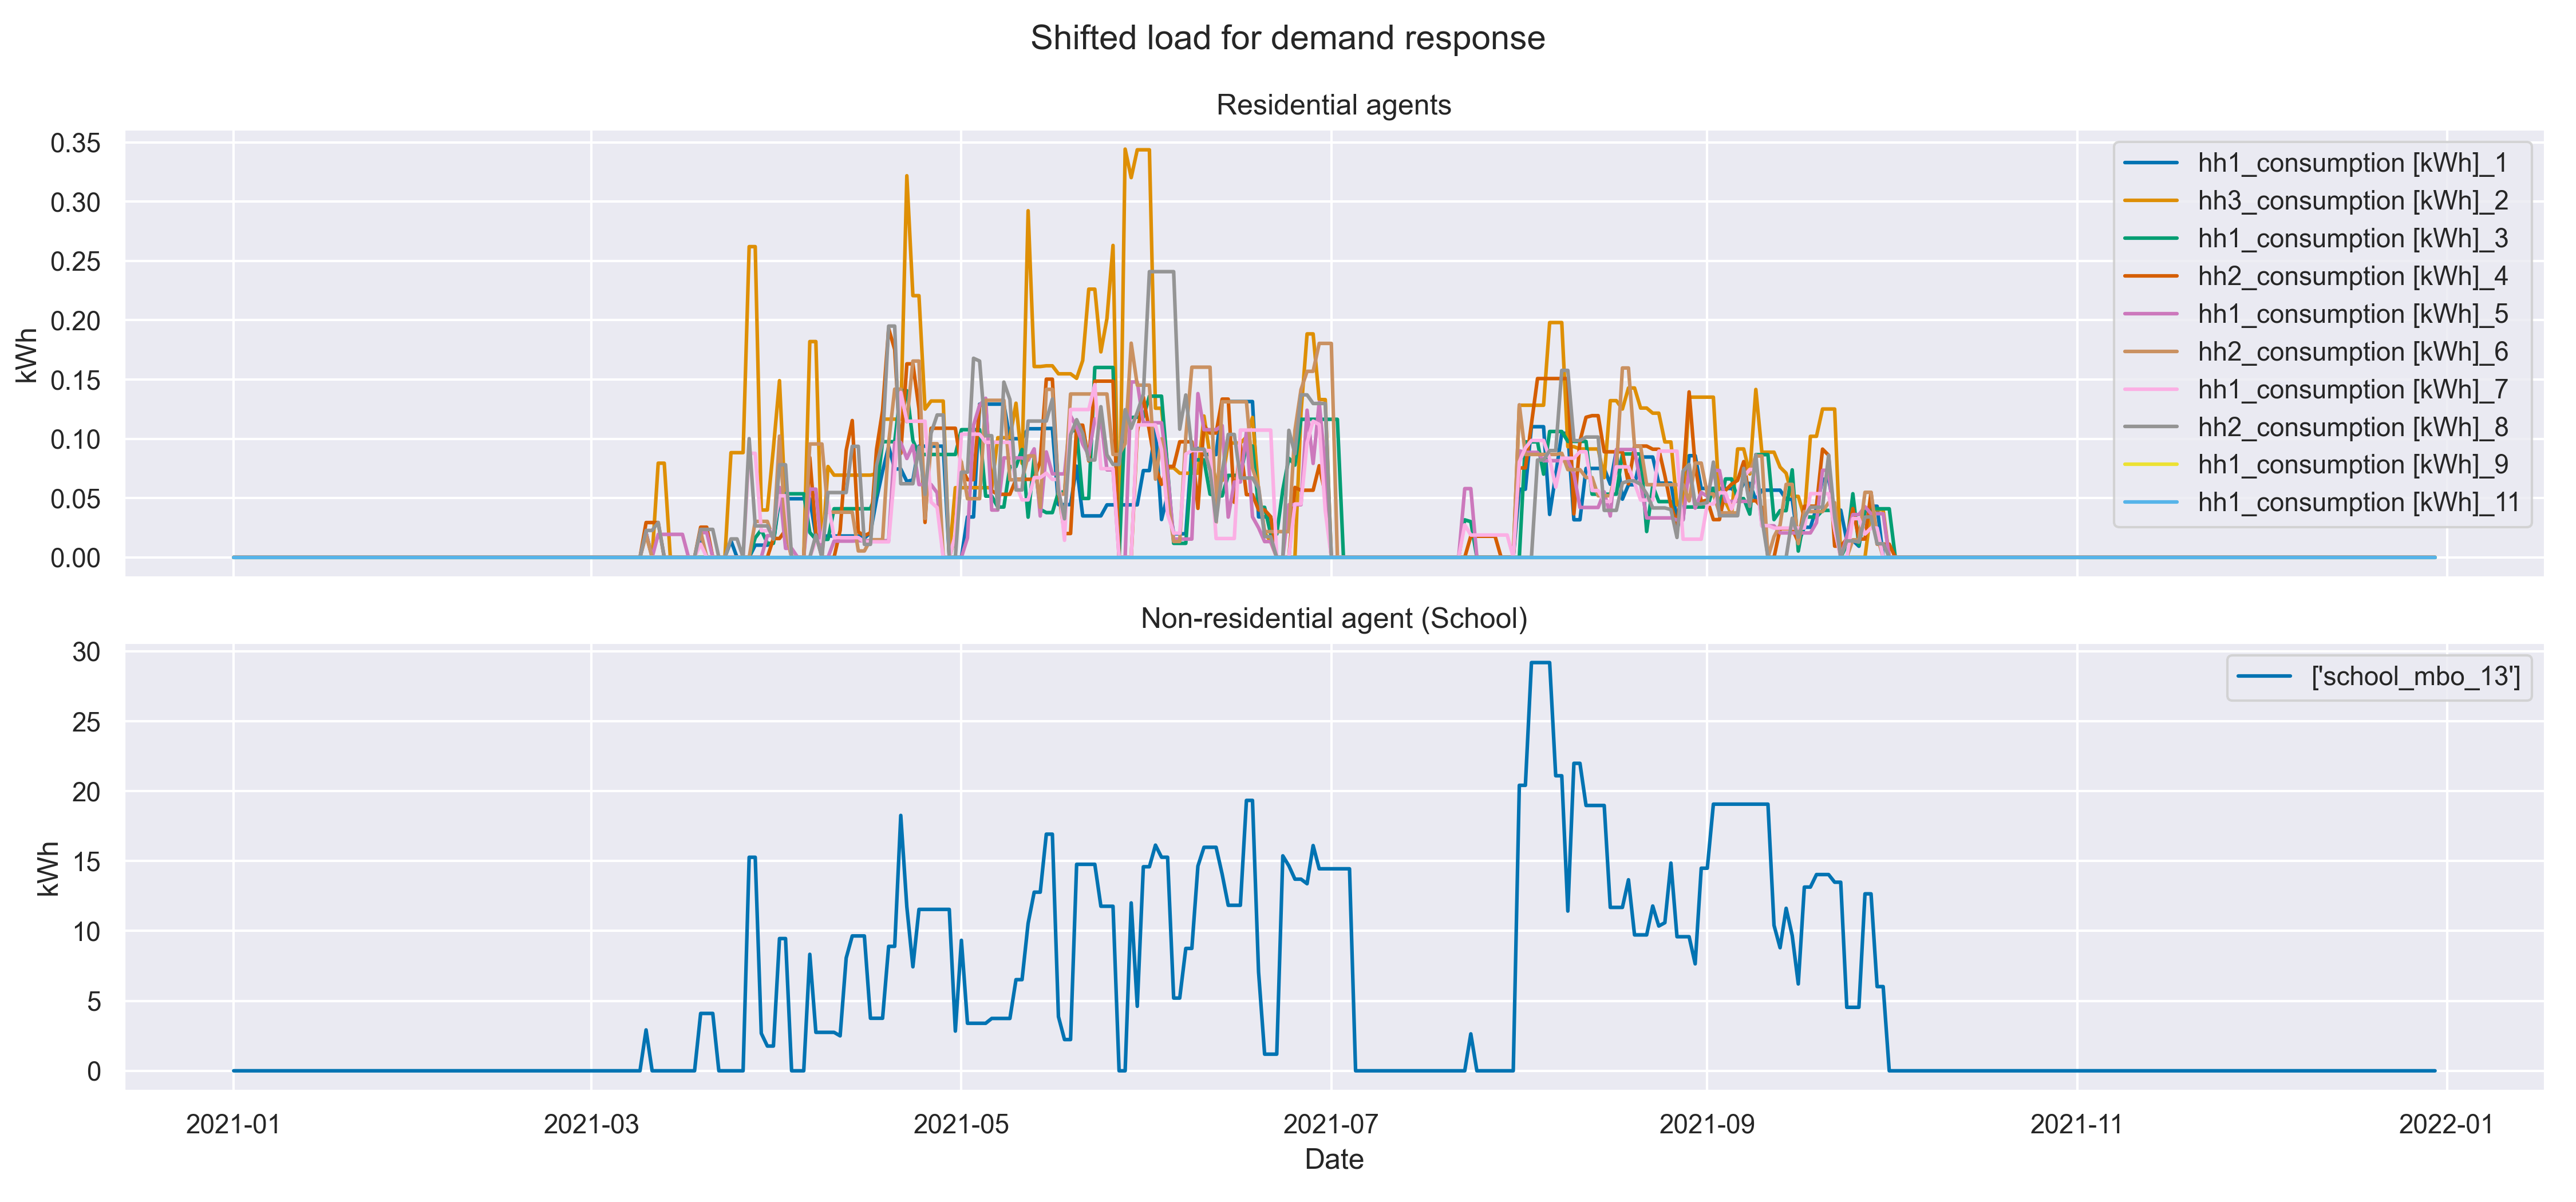 Shifted load for demand response
Residential agents
0.35
0.30
0.25
0.20
0.15
0.10
0.05
0.00
kWh
hh1_consumption [kWh]_1
hh3_consumption [kWh]_2
hh1_consumption [kWh]_3
hh2_consumption [kWh]_4
hh1_consumption [kWh]_5
hh2_consumption [kWh]_6
hh1_consumption [kWh]_7
hh2_consumption [kWh]_8
hh1_consumption [kWh]_9
hh1_consumption [kWh]_11
Non-residential agent (School)
30
25
20
15
10
5
0
kWh
['school_mbo_13']
2021-01 2021-03 2021-05 2021-07 2021-09 2021-11 2022-01
Date